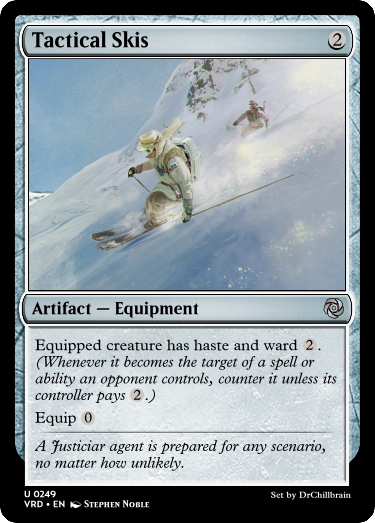 Tactical Skis 2
Artifact — Equipment
Equipped creature has haste and ward 2.
(Whenever it becomes the target of a spell or
ability an opponent controls, counter it unless its
controller pays 2.)
Equip 0
A Justiciar agent is prepared for any scenario,
no matter how unlikely.
U 0249
VRD • EN Stephen Noble
Set by DrChillbrain